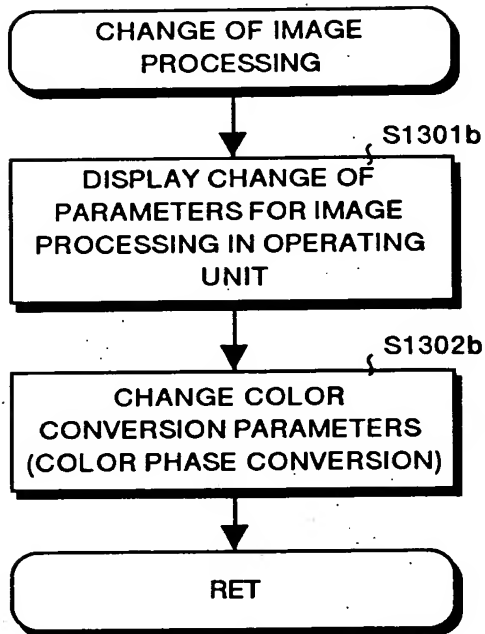 CHANGE OF IMAGE
PROCESSING
S1301b
DISPLAY CHANGE OF
PARAMETERS FOR IMAGE
PROCESSING IN OPERATING
UNIT
S1302b
CHANGE COLOR
CONVERSION PARAMETERS
(COLOR PHASE CONVERSION)
RET